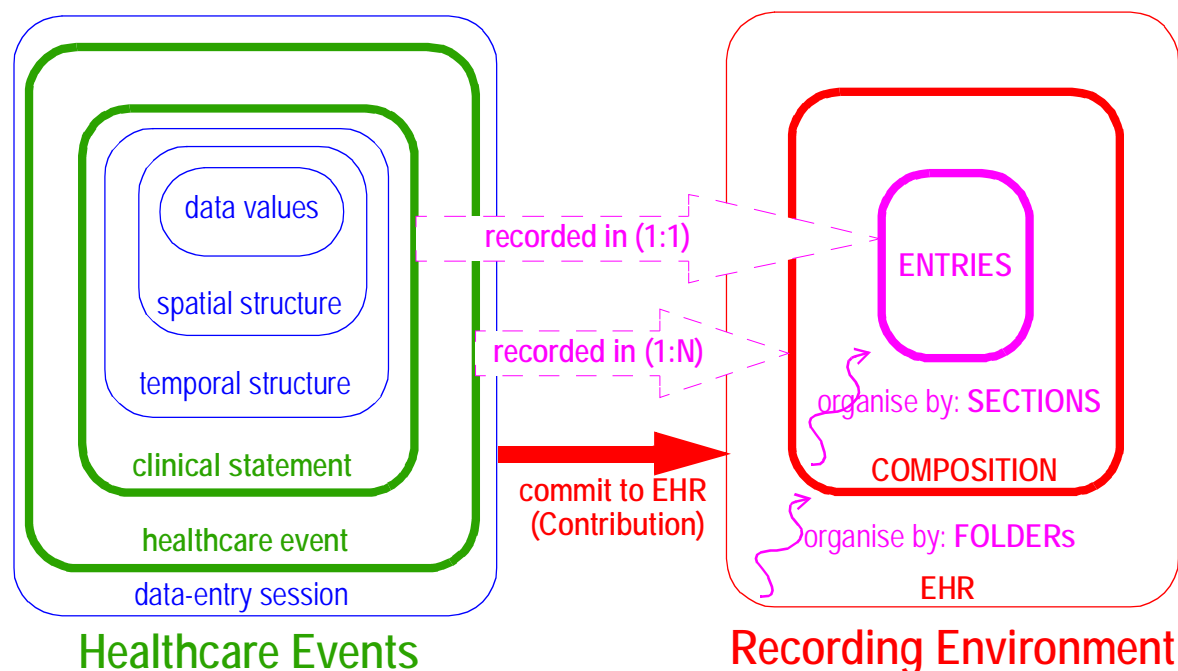 data values
spatial structure
temporal structure
clinical statement
healthcare event
data-entry session
Healthcare Events
recorded in (1:1)
recorded in (1:N)
commit to EHR
(Contribution)
ENTRIES
organise by: SECTIONS
COMPOSITION
organise by: FOLDERs
EHR
Recording Environment